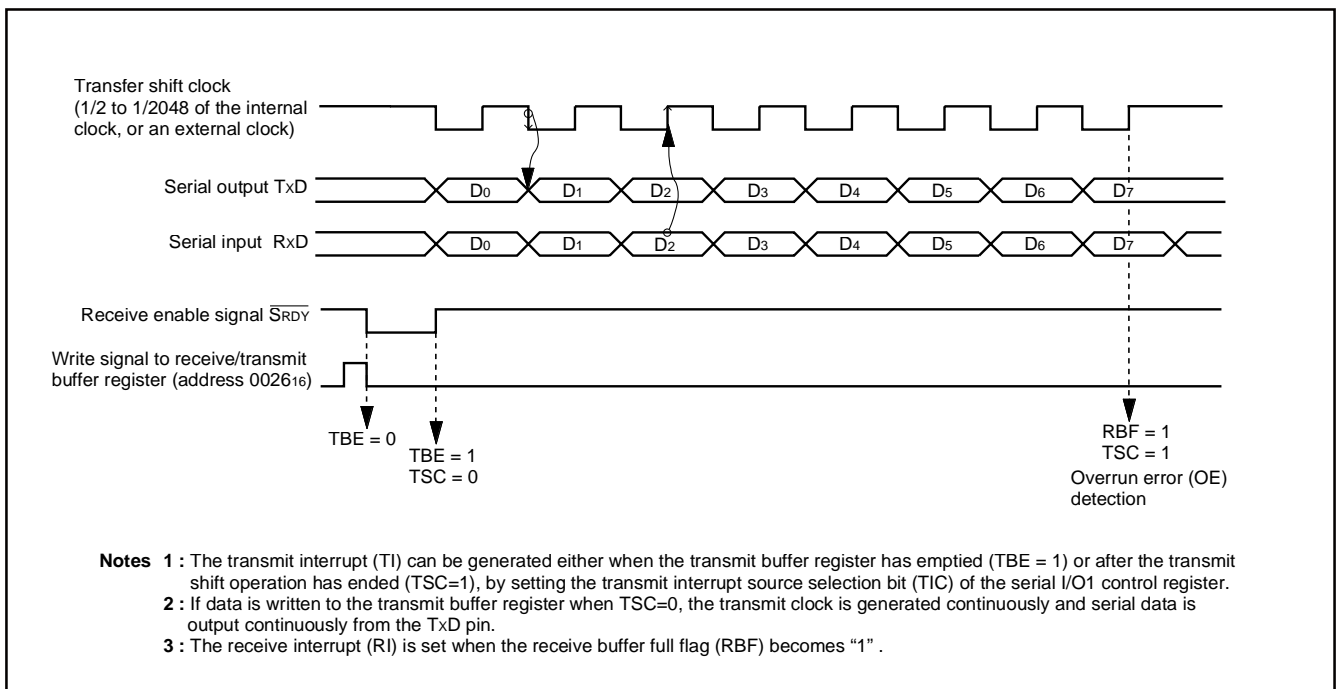 Transfer shift clock
(1/2 to 1/2048 of the internal
clock, or an external clock)
Serial output TxD
D0 D1 D2 D3 D4 D5 D6 D7
Serial input RxD
D0 D1 D2 D3 D4 D5 D6 D7
Receive enable signal SRDY
Write signal to receive/transmit
buffer register (address 002616)
TBE = 0
TBE = 1
TSC = 0
RBF = 1
TSC = 1
Overrun error (OE)
detection
Notes 1 : The transmit interrupt (TI) can be generated either when the transmit buffer register has emptied (TBE = 1) or after the transmit
shift operation has ended (TSC=1), by setting the transmit interrupt source selection bit (TIC) of the serial I/O1 control register.
2 : If data is written to the transmit buffer register when TSC=0, the transmit clock is generated continuously and serial data is
output continuously from the TxD pin.
3 : The receive interrupt (RI) is set when the receive buffer full flag (RBF) becomes “1” .